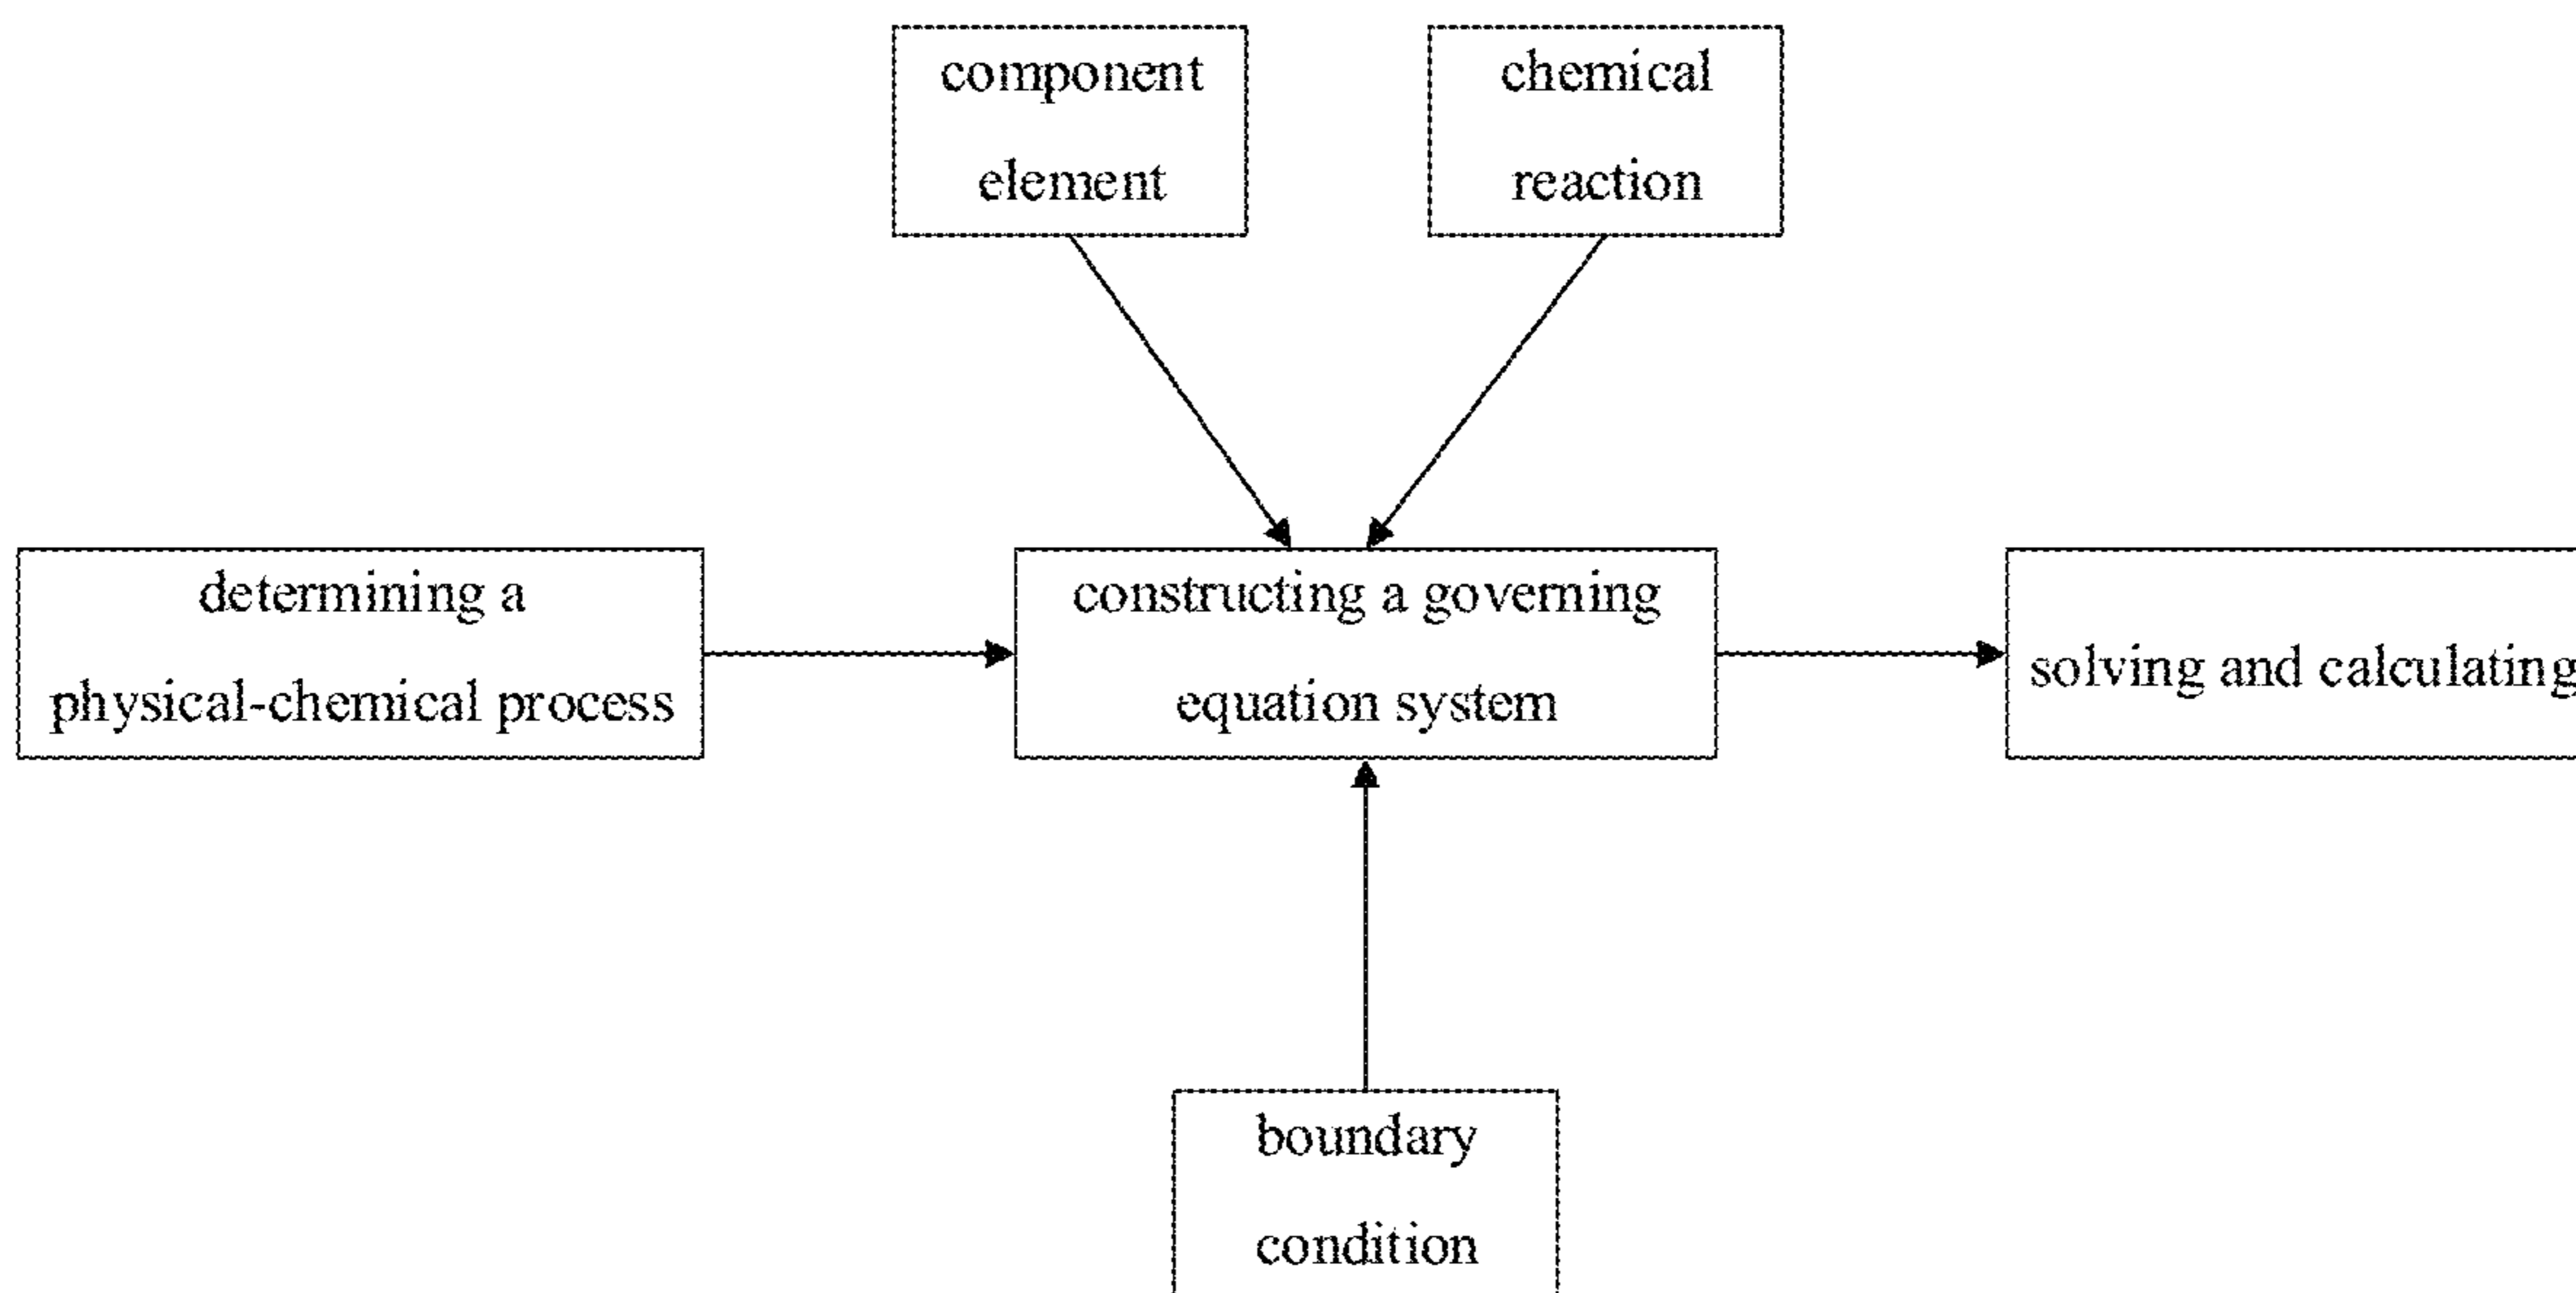 component
element
chemical
reaction
determining a
physical-chemical process
constructing a governing
equation system
solving and calculating
boundary
condition